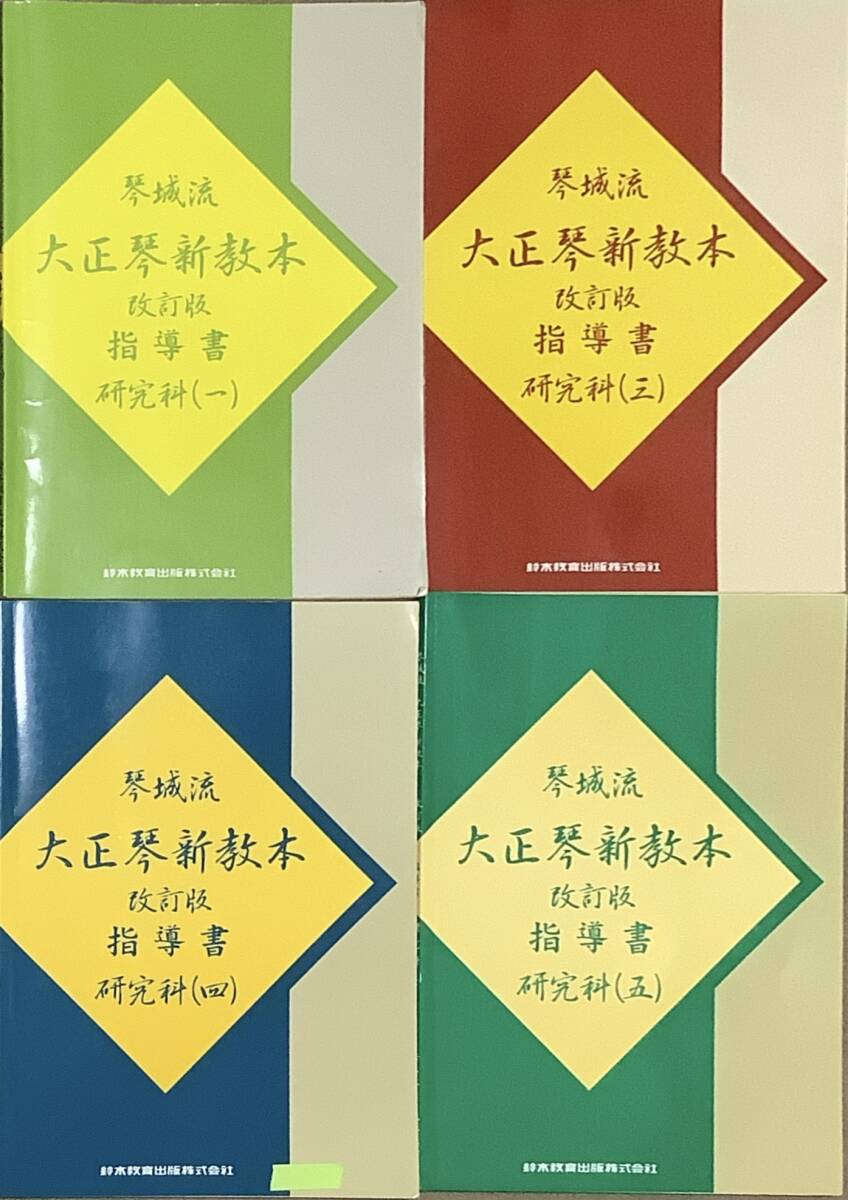 琴城流
大正琴新教本
改訂版
指導書
研究科(一)
鈴木教育出版株式会社
琴城流
大正琴新教本
改訂版
指導書
研究科(三)
鈴木教育出版株式会社
琴城流
大正琴新教本
改訂版
指導書
研究科(四)
鈴木教育出版株式会社
琴城流
大正琴新教本
改訂版
指導書
研究科(五)
鈴木教育出版株式会社